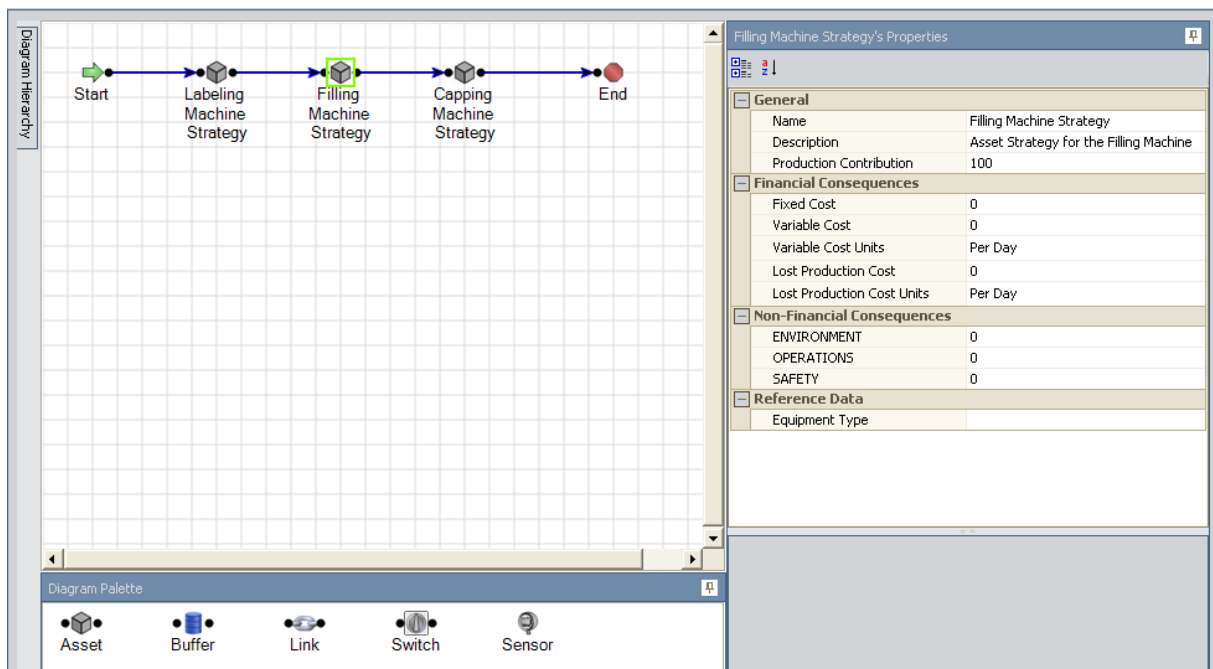 Diagram Hierarchy
Start
Labeling
Machine
Strategy
Filling
Machine
Strategy
Capping
Machine
Strategy
End
Diagram Palette
Asset
Buffer
Link
Switch
Sensor
Filling Machine Strategy's Properties
General
Name Filling Machine Strategy
Description Asset Strategy for the Filling Machine
Production Contribution 100
Financial Consequences
Fixed Cost 0
Variable Cost 0
Variable Cost Units Per Day
Lost Production Cost 0
Lost Production Cost Units Per Day
Non-Financial Consequences
ENVIRONMENT 0
OPERATIONS 0
SAFETY 0
Reference Data
Equipment Type